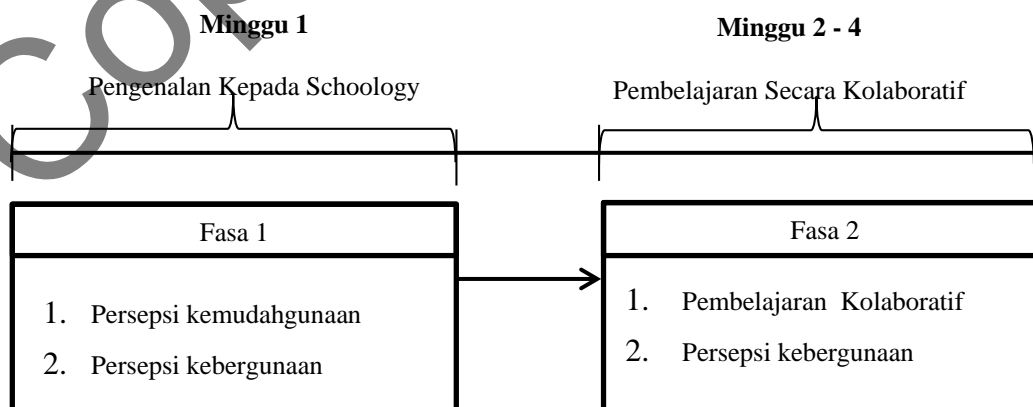 Minggu 1
Minggu 2 - 4
Pengenalan Kepada Schoology
Pembelajaran Secara Kolaboratif
Fasa 1
1. Persepsi kemudahgunaan
2. Persepsi kebergunaan
Fasa 2
1. Pembelajaran Kolaboratif
2. Persepsi kebergunaan